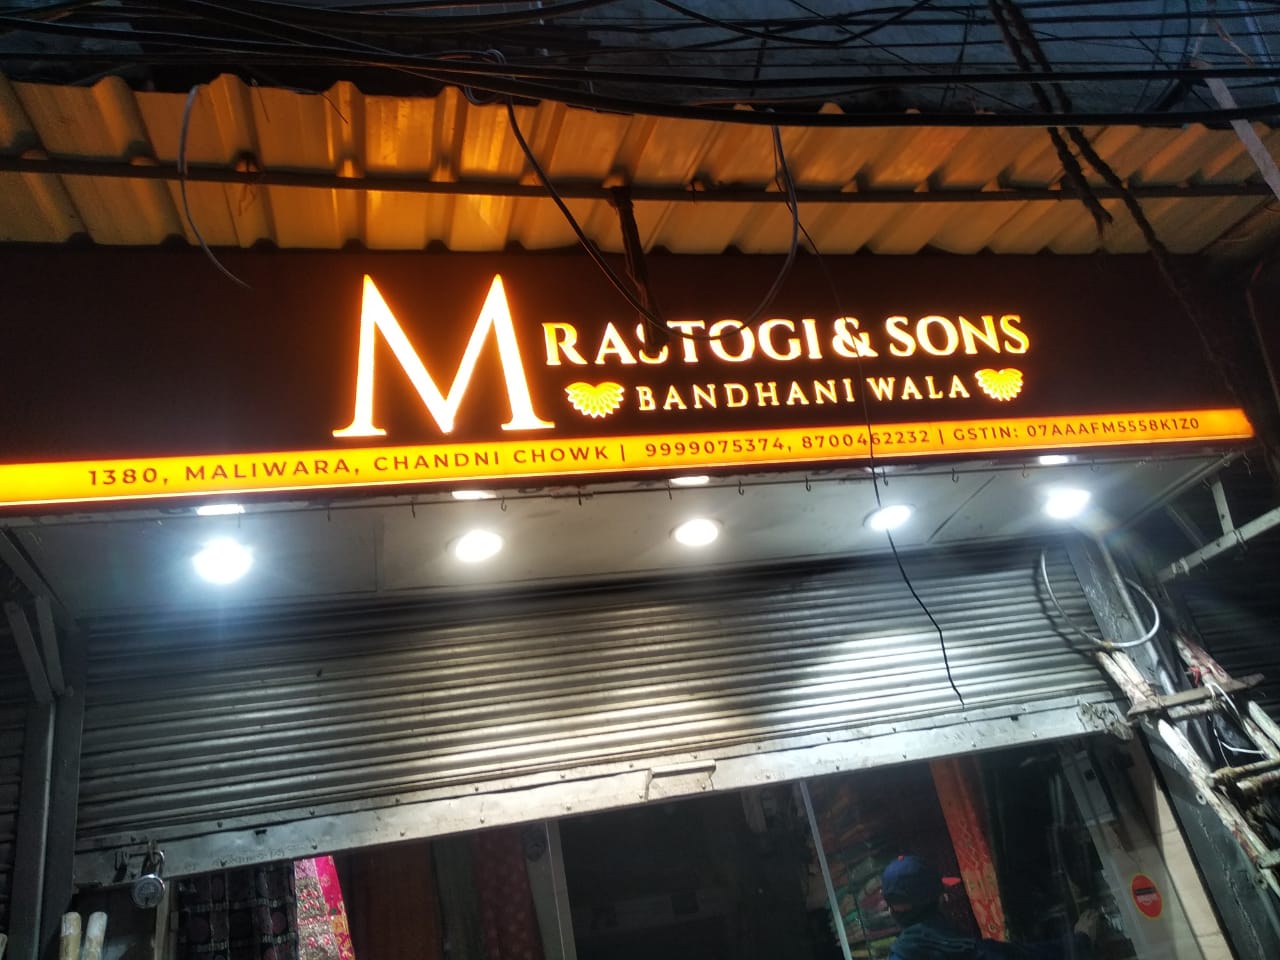 M RASTOGI & SONS
BANDHANI WALA
1380, MALIWARA, CHANDNI CHOWK | 9999075374, 8700462232 | GSTIN: 07AAAFM5558K1Z0